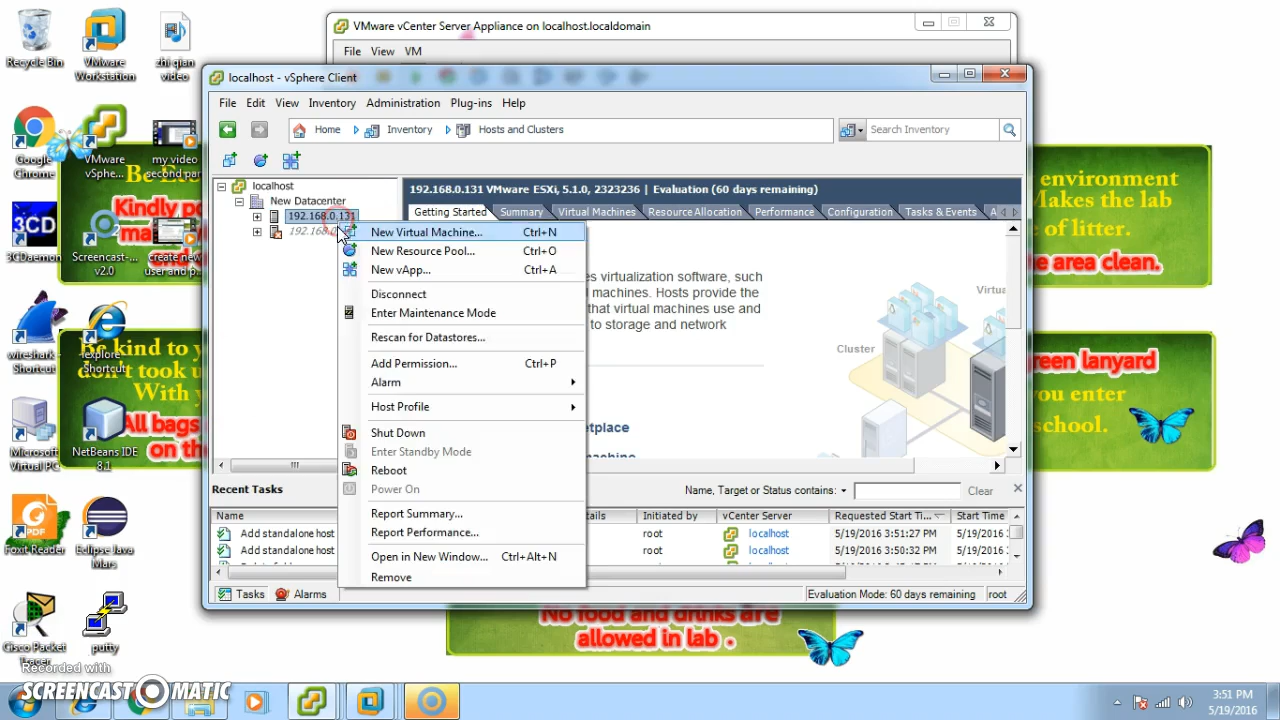 VMware vCenter Server Appliance on localhost.localdomain
File View VM
localhost - vSphere Client
File Edit View Inventory Administration Plug-ins Help
Home Inventory Hosts and Clusters
Search Inventory
localhost
New Datacenter
192.168.0.131
192.168.0.131 VMware ESXi, 5.1.0, 2323236 | Evaluation (60 days remaining)
Getting Started Summary Virtual Machines Resource Allocation Performance Configuration Tasks & Events A
New Virtual Machine... Ctrl+N
New Resource Pool... Ctrl+O
New vApp... Ctrl+A
Disconnect
Enter Maintenance Mode
Rescan for Datastores...
Add Permission... Ctrl+P
Alarm
Host Profile
Shut Down
Enter Standby Mode
Reboot
Power On
Report Summary...
Report Performance...
Open in New Window... Ctrl+Alt+N
Remove
es virtualization software, such
machines. Hosts provide the
that virtual machines use and
to storage and network
Virtua
Cluster
Recent Tasks
Name, Target or Status contains: Clear
Name Initiated by vCenter Server Requested Start Ti... Start Time
Add standalone host root localhost 5/19/2016 3:51:27 PM 5/19/2016
Add standalone host root localhost 5/19/2016 3:50:32 PM 5/19/2016
Tasks Alarms
Evaluation Mode: 60 days remaining root
Recycle Bin
VMware Workstation
zhi qian video
Google Chrome
VMware vSphe...
my video second par
3CDaemon
Screencast-... v2.0
create new user and p
wireshark - Shortcut
iexplore - Shortcut
Microsoft Virtual PC
NetBeans IDE 8.1
Foxit Reader
Eclipse Java Mars
Cisco Packet Tracer
putty
Kindly
Be kind to
don't took
With
All bags
on the
environment
Makes the lab
of litter.
the area clean.
green lanyard
you enter
school.
No food and drinks are
allowed in lab .
Recorded with
SCREENCAST MATIC
3:51 PM
5/19/2016